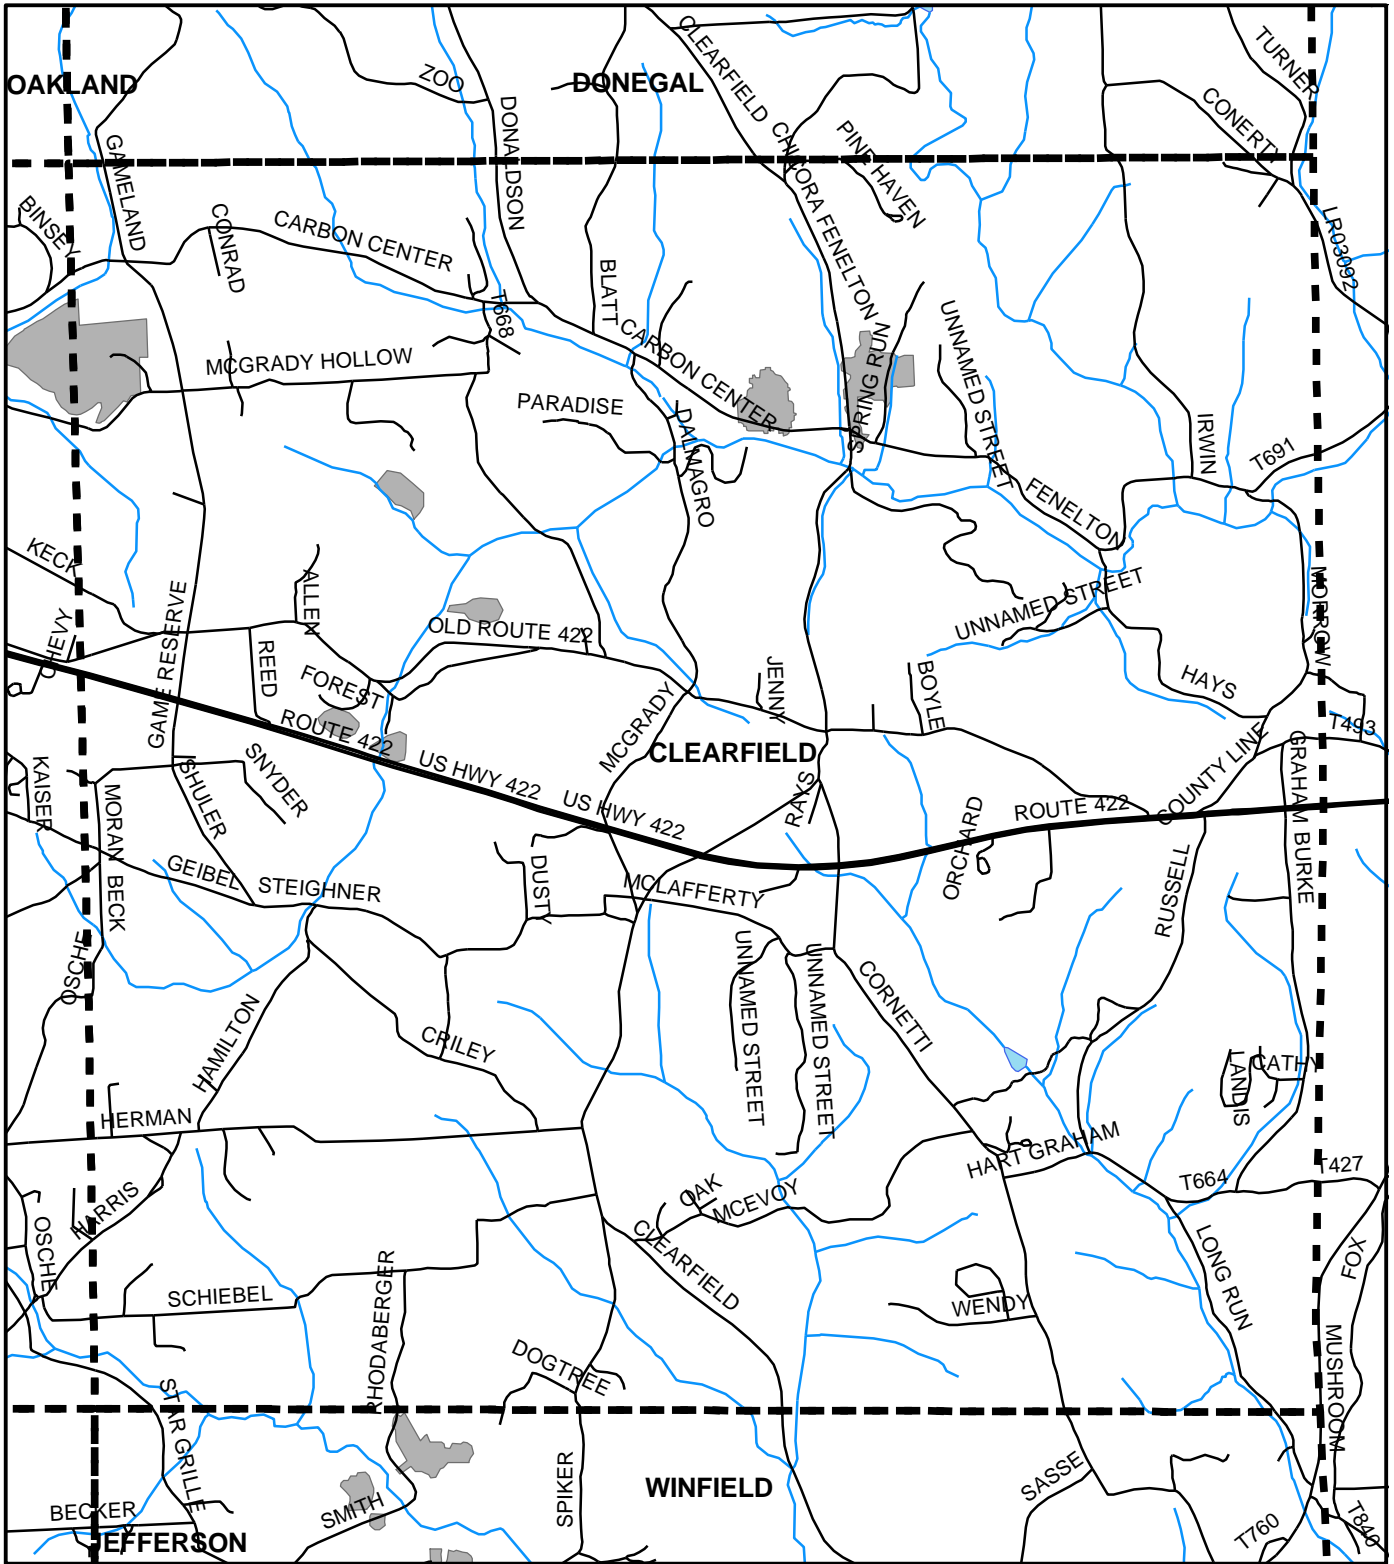 OAKLAND
ZOO
DONEGAL
CLEARFIELD
TURNER
CONERTY
DONALDSON
CHICORA FENELTON
PINE HAVEN
GAMELAND
BINSEY
CONRAD
CARBON CENTER
LR03092
BLATT
T668
CARBON CENTER
UNNAMED STREET
SPRING RUN
MCGRADY HOLLOW
PARADISE
DALMAGRO
IRWIN
T691
FENELTON
KECK
ALLEN
GAME RESERVE
UNNAMED STREET
MORROW
CHEVY
REED
OLD ROUTE 422
FOREST
JENNY
BOYLE
HAYS
ROUTE 422
MCGRADY
CLEARFIELD
T493
COUNTY LINE
GRAHAM BURKE
KAISER
SHULER
SNYDER
US HWY 422
US HWY 422
RAYS
ORCHARD
ROUTE 422
MORAN BECK
GEIBEL
STEIGHNER
DUSTY
MCLAFFERTY
RUSSELL
OSCHE
UNNAMED STREET
UNNAMED STREET
CORNETTI
HAMILTON
CRILEY
LANDIS
CATHY
HERMAN
HART GRAHAM
T664
T427
HARRIS
OAK
MCEVOY
OSCHE
CLEARFIELD
LONG RUN
FOX
SCHIEBEL
RHODABERGER
WENDY
DOGTREE
MUSHROOM
STAR GRILLE
SPIKER
WINFIELD
SASSE
BECKER
SMITH
JEFFERSON
T760
T840